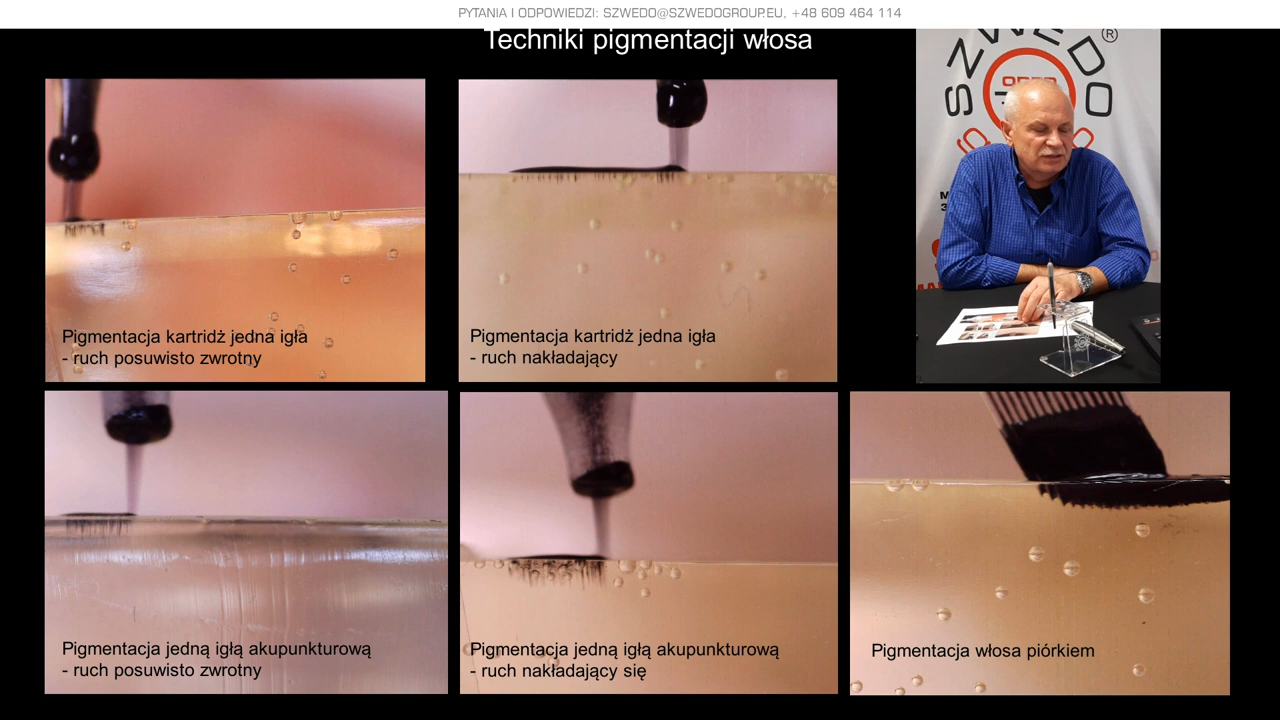 PYTANIA I ODPOWIEDZI: SZWEDO@SZWEDOGROUP.EU, +48 609 464 114
Techniki pigmentacji włosa
SZWEDO®
Pigmentacja kartridż jedna igła
- ruch posuwisto zwrotny
Pigmentacja kartridż jedna igła
- ruch nakładający
Pigmentacja jedną igłą akupunkturową
- ruch posuwisto zwrotny
Pigmentacja jedną igłą akupunkturową
- ruch nakładający się
Pigmentacja włosa piórkiem